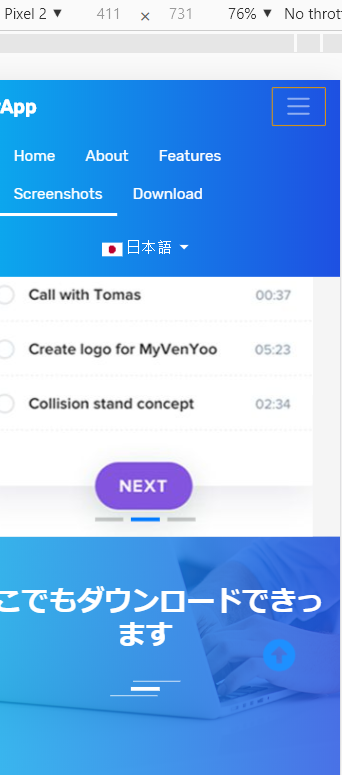 Pixel 2 ▼ 411 × 731 76% ▼ No thrott
App
Home About Features
Screenshots Download
日本語
Call with Tomas 00:37
Create logo for MyVenYoo 05:23
Collision stand concept 02:34
NEXT
こでもダウンロードできっ
ます